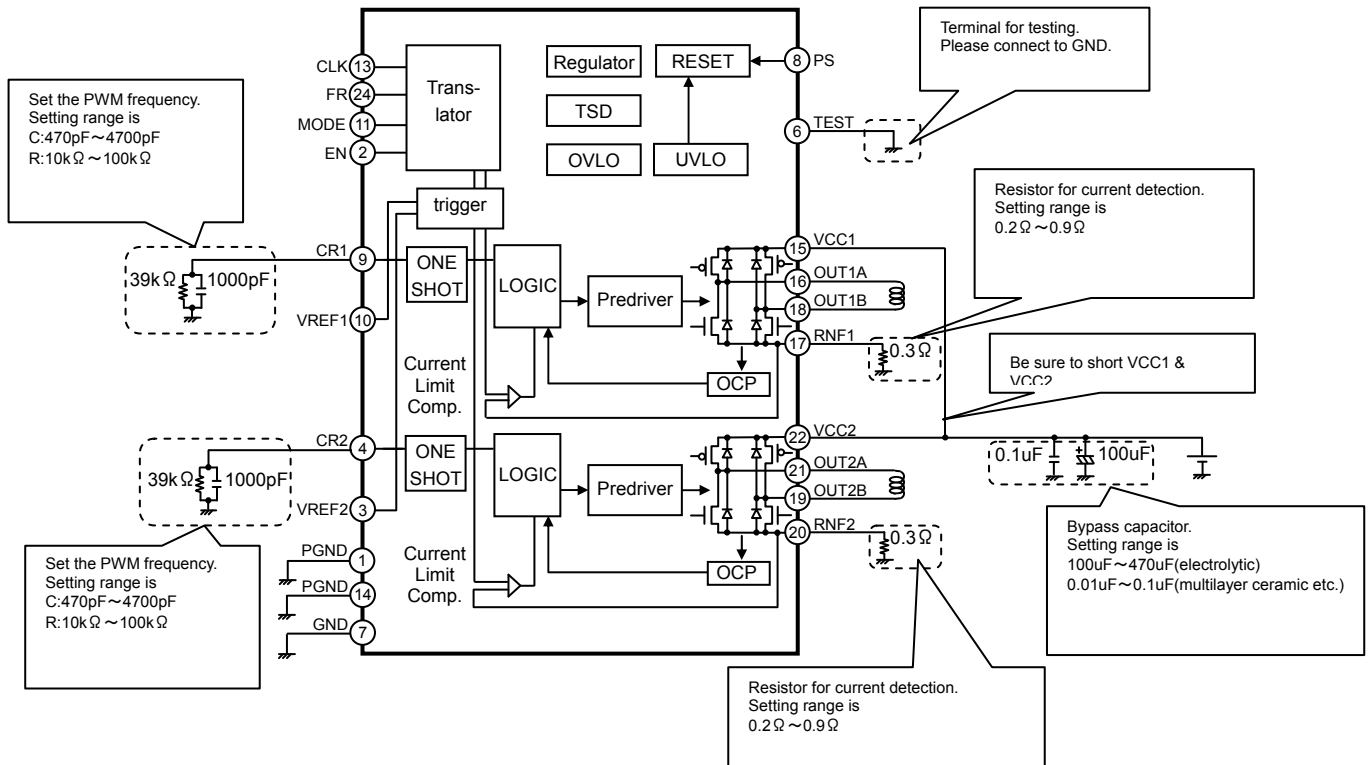 Terminal for testing.
Please connect to GND.
Set the PWM frequency.
Setting range is
C:470pF～4700pF
R:10kΩ～100kΩ
CLK 13
FR 24
MODE 11
EN 2
Trans-
lator
Regulator
RESET
8 PS
TSD
6 TEST
OVLO
UVLO
trigger
Resistor for current detection.
Setting range is
0.2Ω～0.9Ω
CR1
9
ONE
SHOT
39kΩ
1000pF
VREF1 10
LOGIC
Predriver
15 VCC1
16 OUT1A
18 OUT1B
17 RNF1
0.3Ω
OCP
Current
Limit
Comp.
Be sure to short VCC1 &
VCC2
CR2
4
ONE
SHOT
39kΩ
1000pF
VREF2 3
LOGIC
Predriver
22 VCC2
21 OUT2A
19 OUT2B
20 RNF2
0.3Ω
OCP
Current
Limit
Comp.
0.1uF
+
100uF
Bypass capacitor.
Setting range is
100uF～470uF(electrolytic)
0.01uF～0.1uF(multilayer ceramic etc.)
PGND 1
PGND 14
GND 7
Set the PWM frequency.
Setting range is
C:470pF～4700pF
R:10kΩ～100kΩ
Resistor for current detection.
Setting range is
0.2Ω～0.9Ω